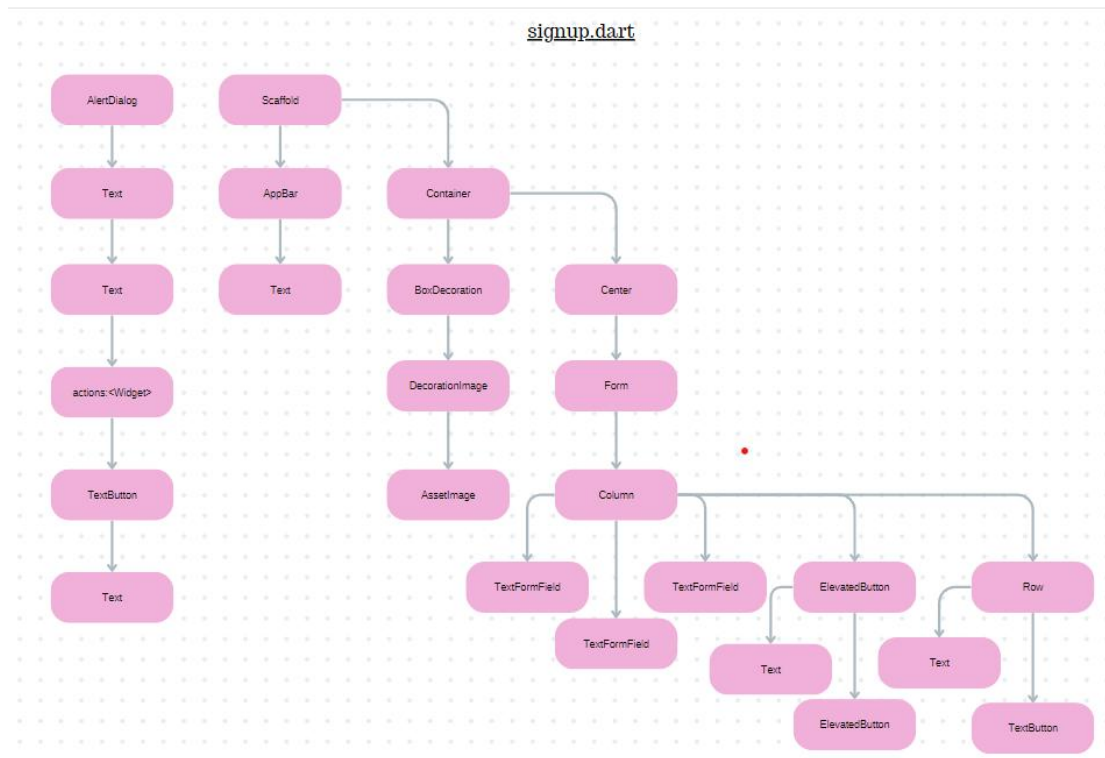 signup.dart
AlertDialog
Scaffold
Text
AppBar
Container
Text
Text
BoxDecoration
Center
actions:<Widget>
DecorationImage
Form
TextButton
AssetImage
Column
Text
TextFormField
TextFormField
ElevatedButton
Row
TextFormField
Text
Text
ElevatedButton
TextButton